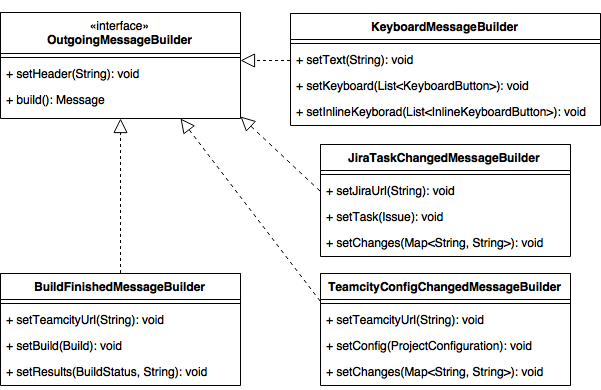 «interface»
OutgoingMessageBuilder
+ setHeader(String): void
+ build(): Message
KeyboardMessageBuilder
+ setText(String): void
+ setKeyboard(List<KeyboardButton>): void
+ setInlineKeyborad(List<InlineKeyboardButton>): void
JiraTaskChangedMessageBuilder
+ setJiraUrl(String): void
+ setTask(Issue): void
+ setChanges(Map<String, String>): void
BuildFinishedMessageBuilder
+ setTeamcityUrl(String): void
+ setBuild(Build): void
+ setResults(BuildStatus, String): void
TeamcityConfigChangedMessageBuilder
+ setTeamcityUrl(String): void
+ setConfig(ProjectConfiguration): void
+ setChanges(Map<String, String>): void